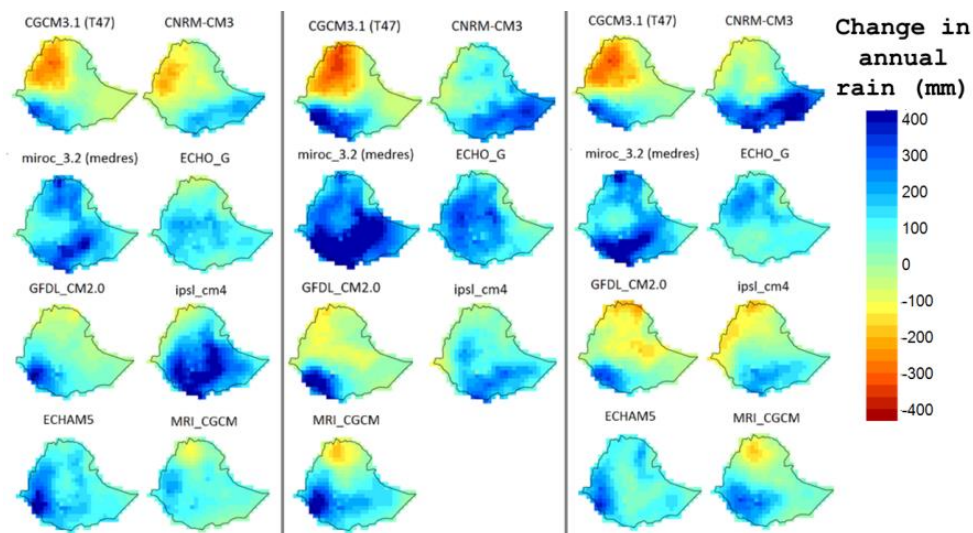 CGCM3.1 (T47) CNRM-CM3
miroc_3.2 (medres) ECHO_G
GFDL_CM2.0 ipsl_cm4
ECHAM5 MRI_CGCM
CGCM3.1 (T47) CNRM-CM3
miroc_3.2 (medres) ECHO_G
GFDL_CM2.0 ipsl_cm4
MRI_CGCM
CGCM3.1 (T47) CNRM-CM3
miroc_3.2 (medres) ECHO_G
GFDL_CM2.0 ipsl_cm4
ECHAM5 MRI_CGCM
Change in
annual
rain (mm)
400
300
200
100
0
-100
-200
-300
-400